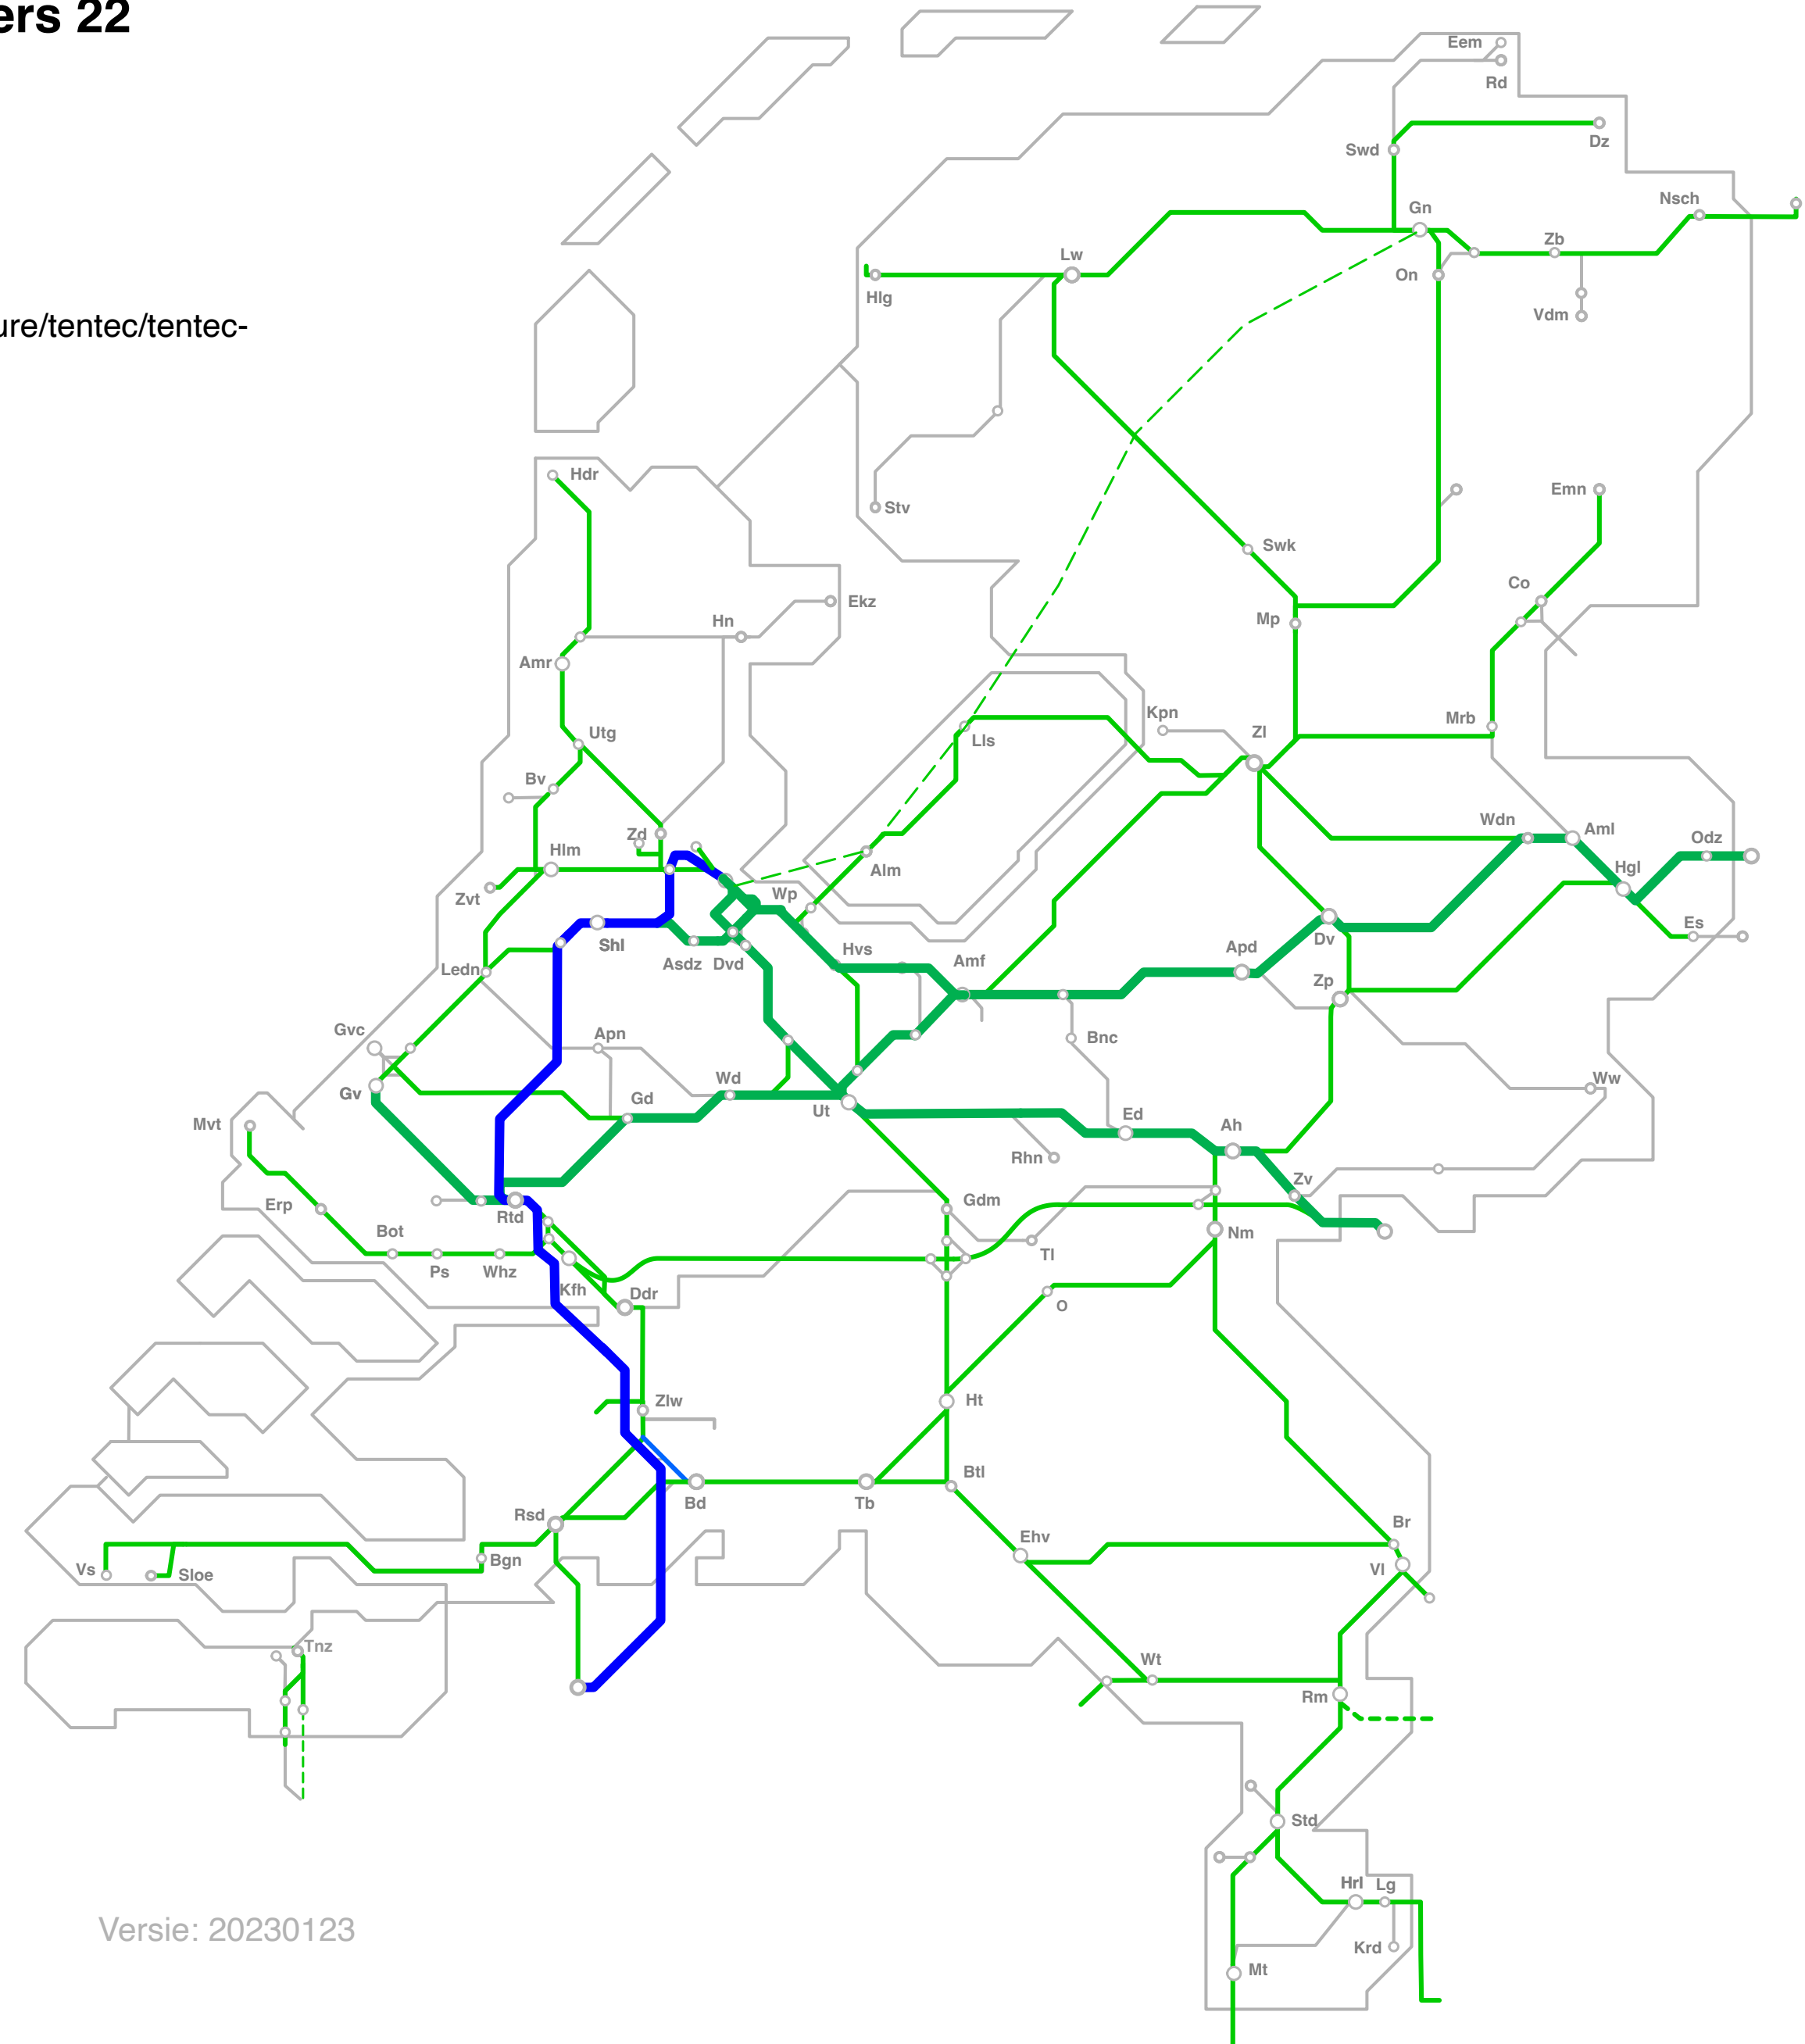 ers 22
Eem
Rd
Dz
Swd
Nsch
Gn
Zb
Lw
On
Hlg
Vdm
ure/tentec/tentec-
Hdr
Emn
Stv
Swk
Co
Ekz
Hn
Mp
Amr
Kpn
Mrb
Utg
Zl
Lls
Bv
Wdn
Aml
Odz
Zd
Hlm
Alm
Hgl
Zvt
Wp
Es
Shl
Dv
Hvs
Apd
Asdz
Dvd
Amf
Ledn
Zp
Gvc
Apn
Bnc
Wd
Ww
Gv
Gd
Ut
Ed
Mvt
Ah
Rhn
Zv
Erp
Rtd
Gdm
Bot
Nm
Tl
Ps
Whz
Kfh
Ddr
O
Zlw
Ht
Btl
Bd
Tb
Rsd
Br
Ehv
Bgn
Vs
Sloe
Vl
Tnz
Wt
Rm
Std
Hrl
Lg
Versie: 20230123
Krd
Mt